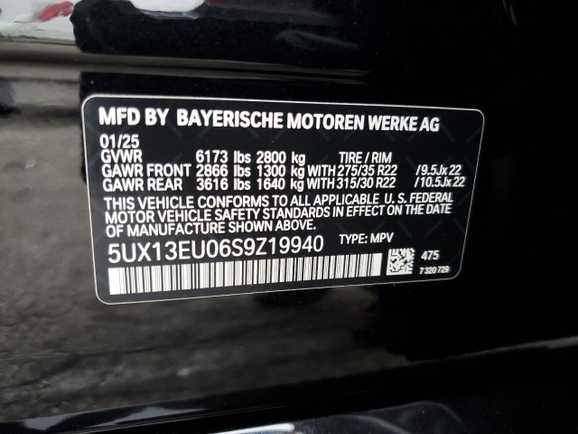 MFD BY BAYERISCHE MOTOREN WERKE AG
01/25
GVWR 6173 lbs 2800 kg TIRE / RIM
GAWR FRONT 2866 lbs 1300 kg WITH 275/35 R22 /9.5Jx 22
GAWR REAR 3616 lbs 1640 kg WITH 315/30 R22 /10.5Jx 22
THIS VEHICLE CONFORMS TO ALL APPLICABLE U. S. FEDERAL
MOTOR VEHICLE SAFETY STANDARDS IN EFFECT ON THE
DATE OF MANUFACTURE SHOWN ABOVE.
5UX13EU06S9Z19940 TYPE: MPV 475
7 320 729